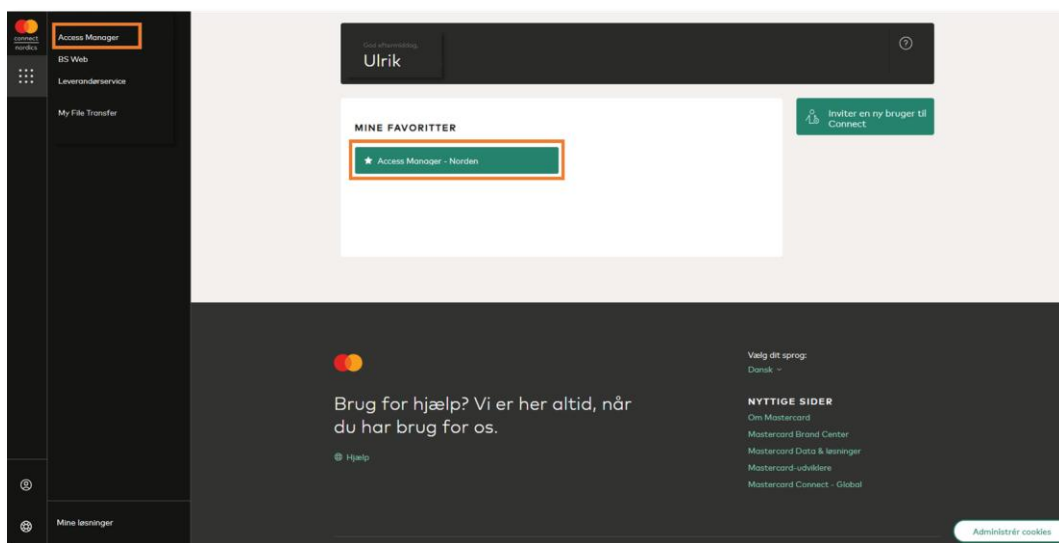 connect
nordics
Access Manager
BS Web
Leverandørservice
My File Transfer
Mine løsninger
God eftermiddag,
Ulrik
MINE FAVORITTER
Access Manager - Norden
Inviter en ny bruger til
Connect
Brug for hjælp? Vi er her altid, når
du har brug for os.
Hjælp
Vælg dit sprog:
Dansk
NYTTIGE SIDER
Om Mastercard
Mastercard Brand Center
Mastercard Data & løsninger
Mastercard-udviklere
Mastercard Connect - Global
Administrér cookies